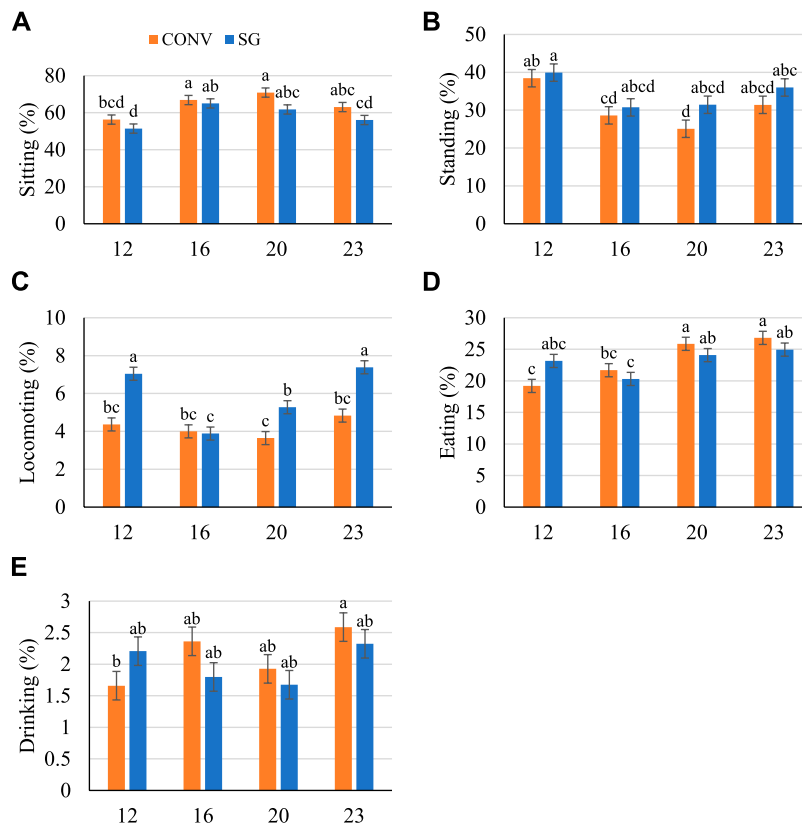 A
CONV SG
Sitting (%)
80
60
40
20
0
bcd d a ab a abc abc cd
12 16 20 23
B
Standing (%)
50
40
30
20
10
0
ab a cd abcd d abcd abcd abcd
12 16 20 23
C
Locomoting (%)
10
8
6
4
2
0
bc a bc c c b bc a
12 16 20 23
D
Eating (%)
30
25
20
15
10
5
0
c abc bc c a ab a ab
12 16 20 23
E
Drinking (%)
3
2.5
2
1.5
1
0.5
0
b ab ab ab ab ab a ab
12 16 20 23